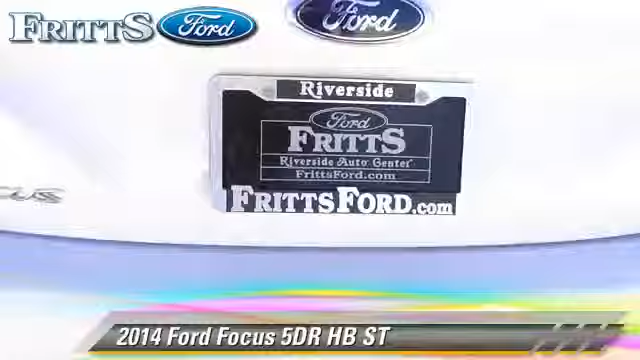 FRITTS Ford
Ford
Riverside
Ford
FRITTS
Riverside Auto Center
FrittsFord.com
FRITTSFORD.com
CUS
2014 Ford Focus 5DR HB ST